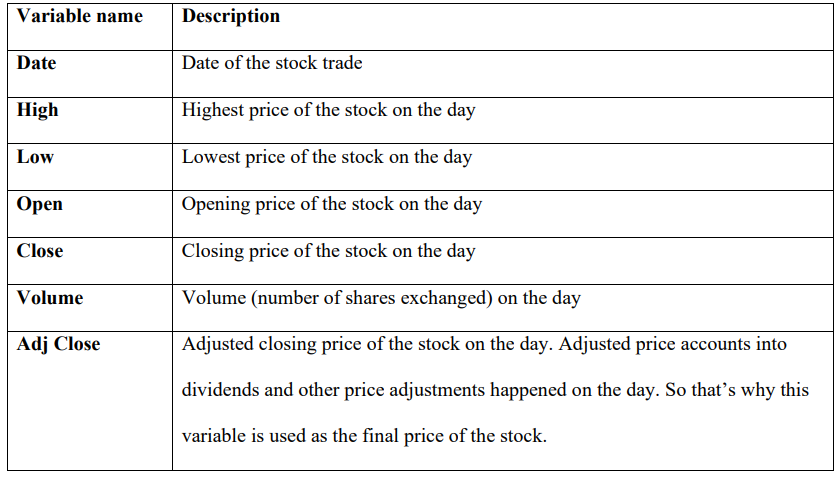 Variable name Description
Date Date of the stock trade
High Highest price of the stock on the day
Low Lowest price of the stock on the day
Open Opening price of the stock on the day
Close Closing price of the stock on the day
Volume Volume (number of shares exchanged) on the day
Adj Close Adjusted closing price of the stock on the day. Adjusted price accounts into
dividends and other price adjustments happened on the day. So that’s why this
variable is used as the final price of the stock.